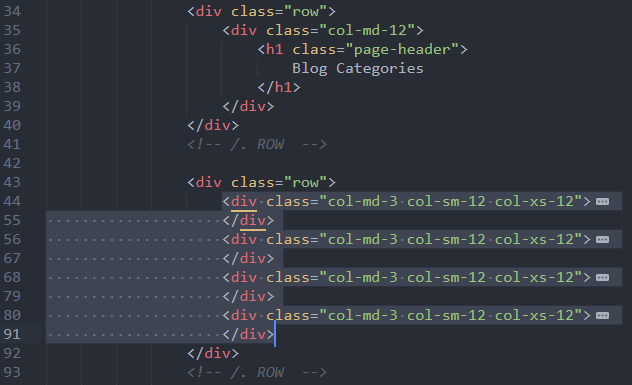 34 <div class="row">
35 <div class="col-md-12">
36 <h1 class="page-header">
37 Blog Categories
38 </h1>
39 </div>
40 </div>
41 <!-- /. ROW  -->
42
43 <div class="row">
44 <div class="col-md-3 col-sm-12 col-xs-12">
55 </div>
56 <div class="col-md-3 col-sm-12 col-xs-12">
67 </div>
68 <div class="col-md-3 col-sm-12 col-xs-12">
79 </div>
80 <div class="col-md-3 col-sm-12 col-xs-12">
91 </div>
92 </div>
93 <!-- /. ROW  -->